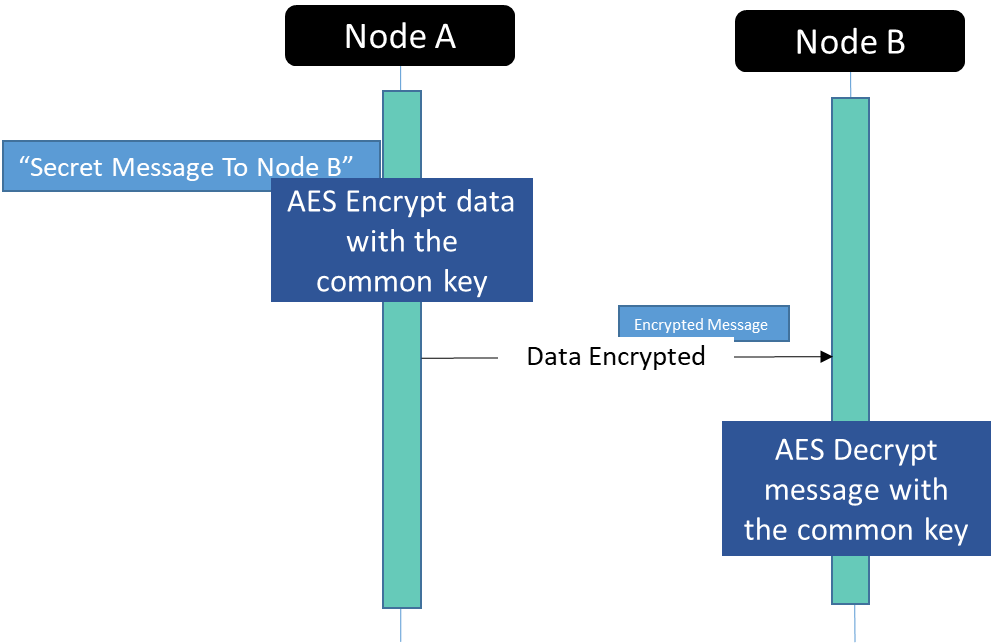 Node A
Node B
“Secret Message To Node B”
AES Encrypt data
with the
common key
Encrypted Message
Data Encrypted
AES Decrypt
message with
the common key